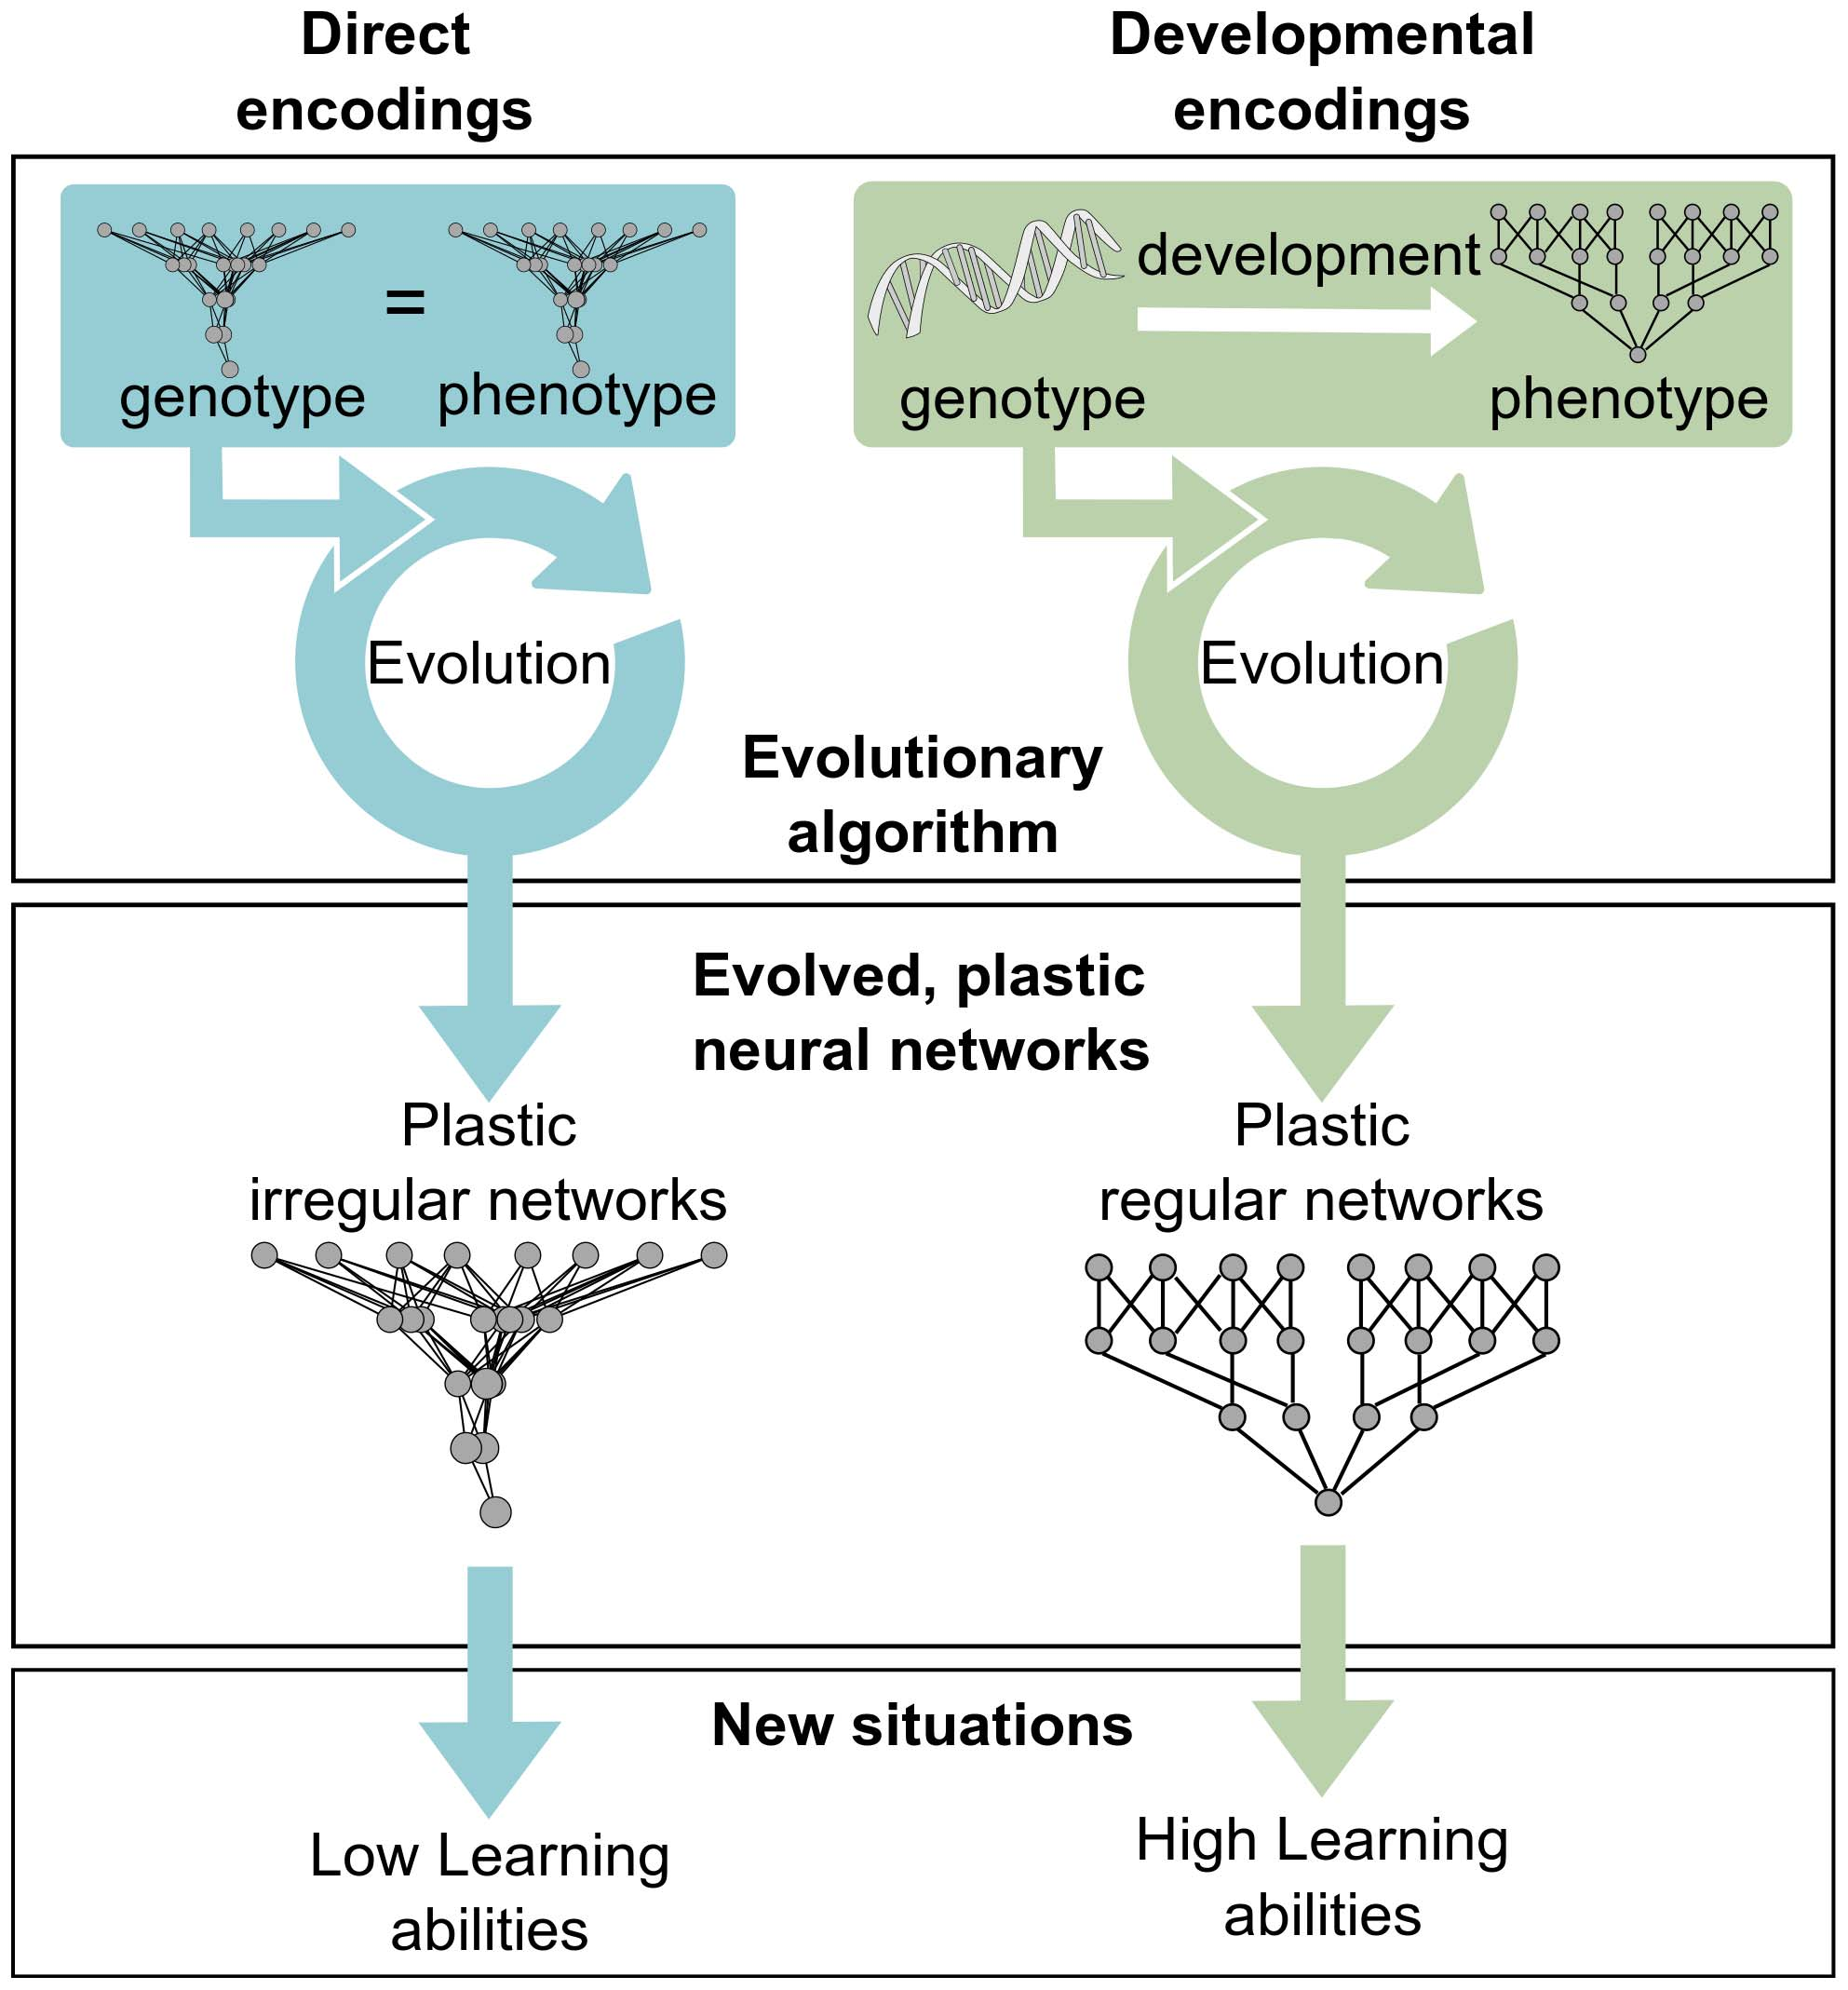 Direct
encodings
Developmental
encodings
genotype
=
phenotype
development
genotype
phenotype
Evolution
Evolution
Evolutionary
algorithm
Evolved, plastic
neural networks
Plastic
irregular networks
Plastic
regular networks
New situations
Low Learning
abilities
High Learning
abilities